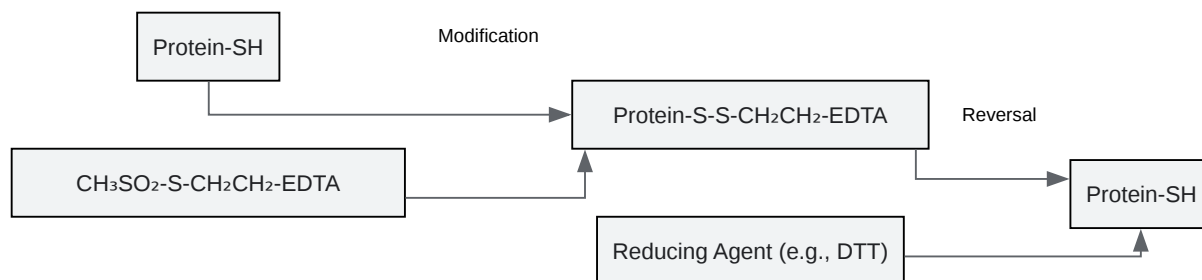 Protein-SH
Modification
Protein-S-S-CH₂CH₂-EDTA
Reversal
CH₃SO₂-S-CH₂CH₂-EDTA
Protein-SH
Reducing Agent (e.g., DTT)